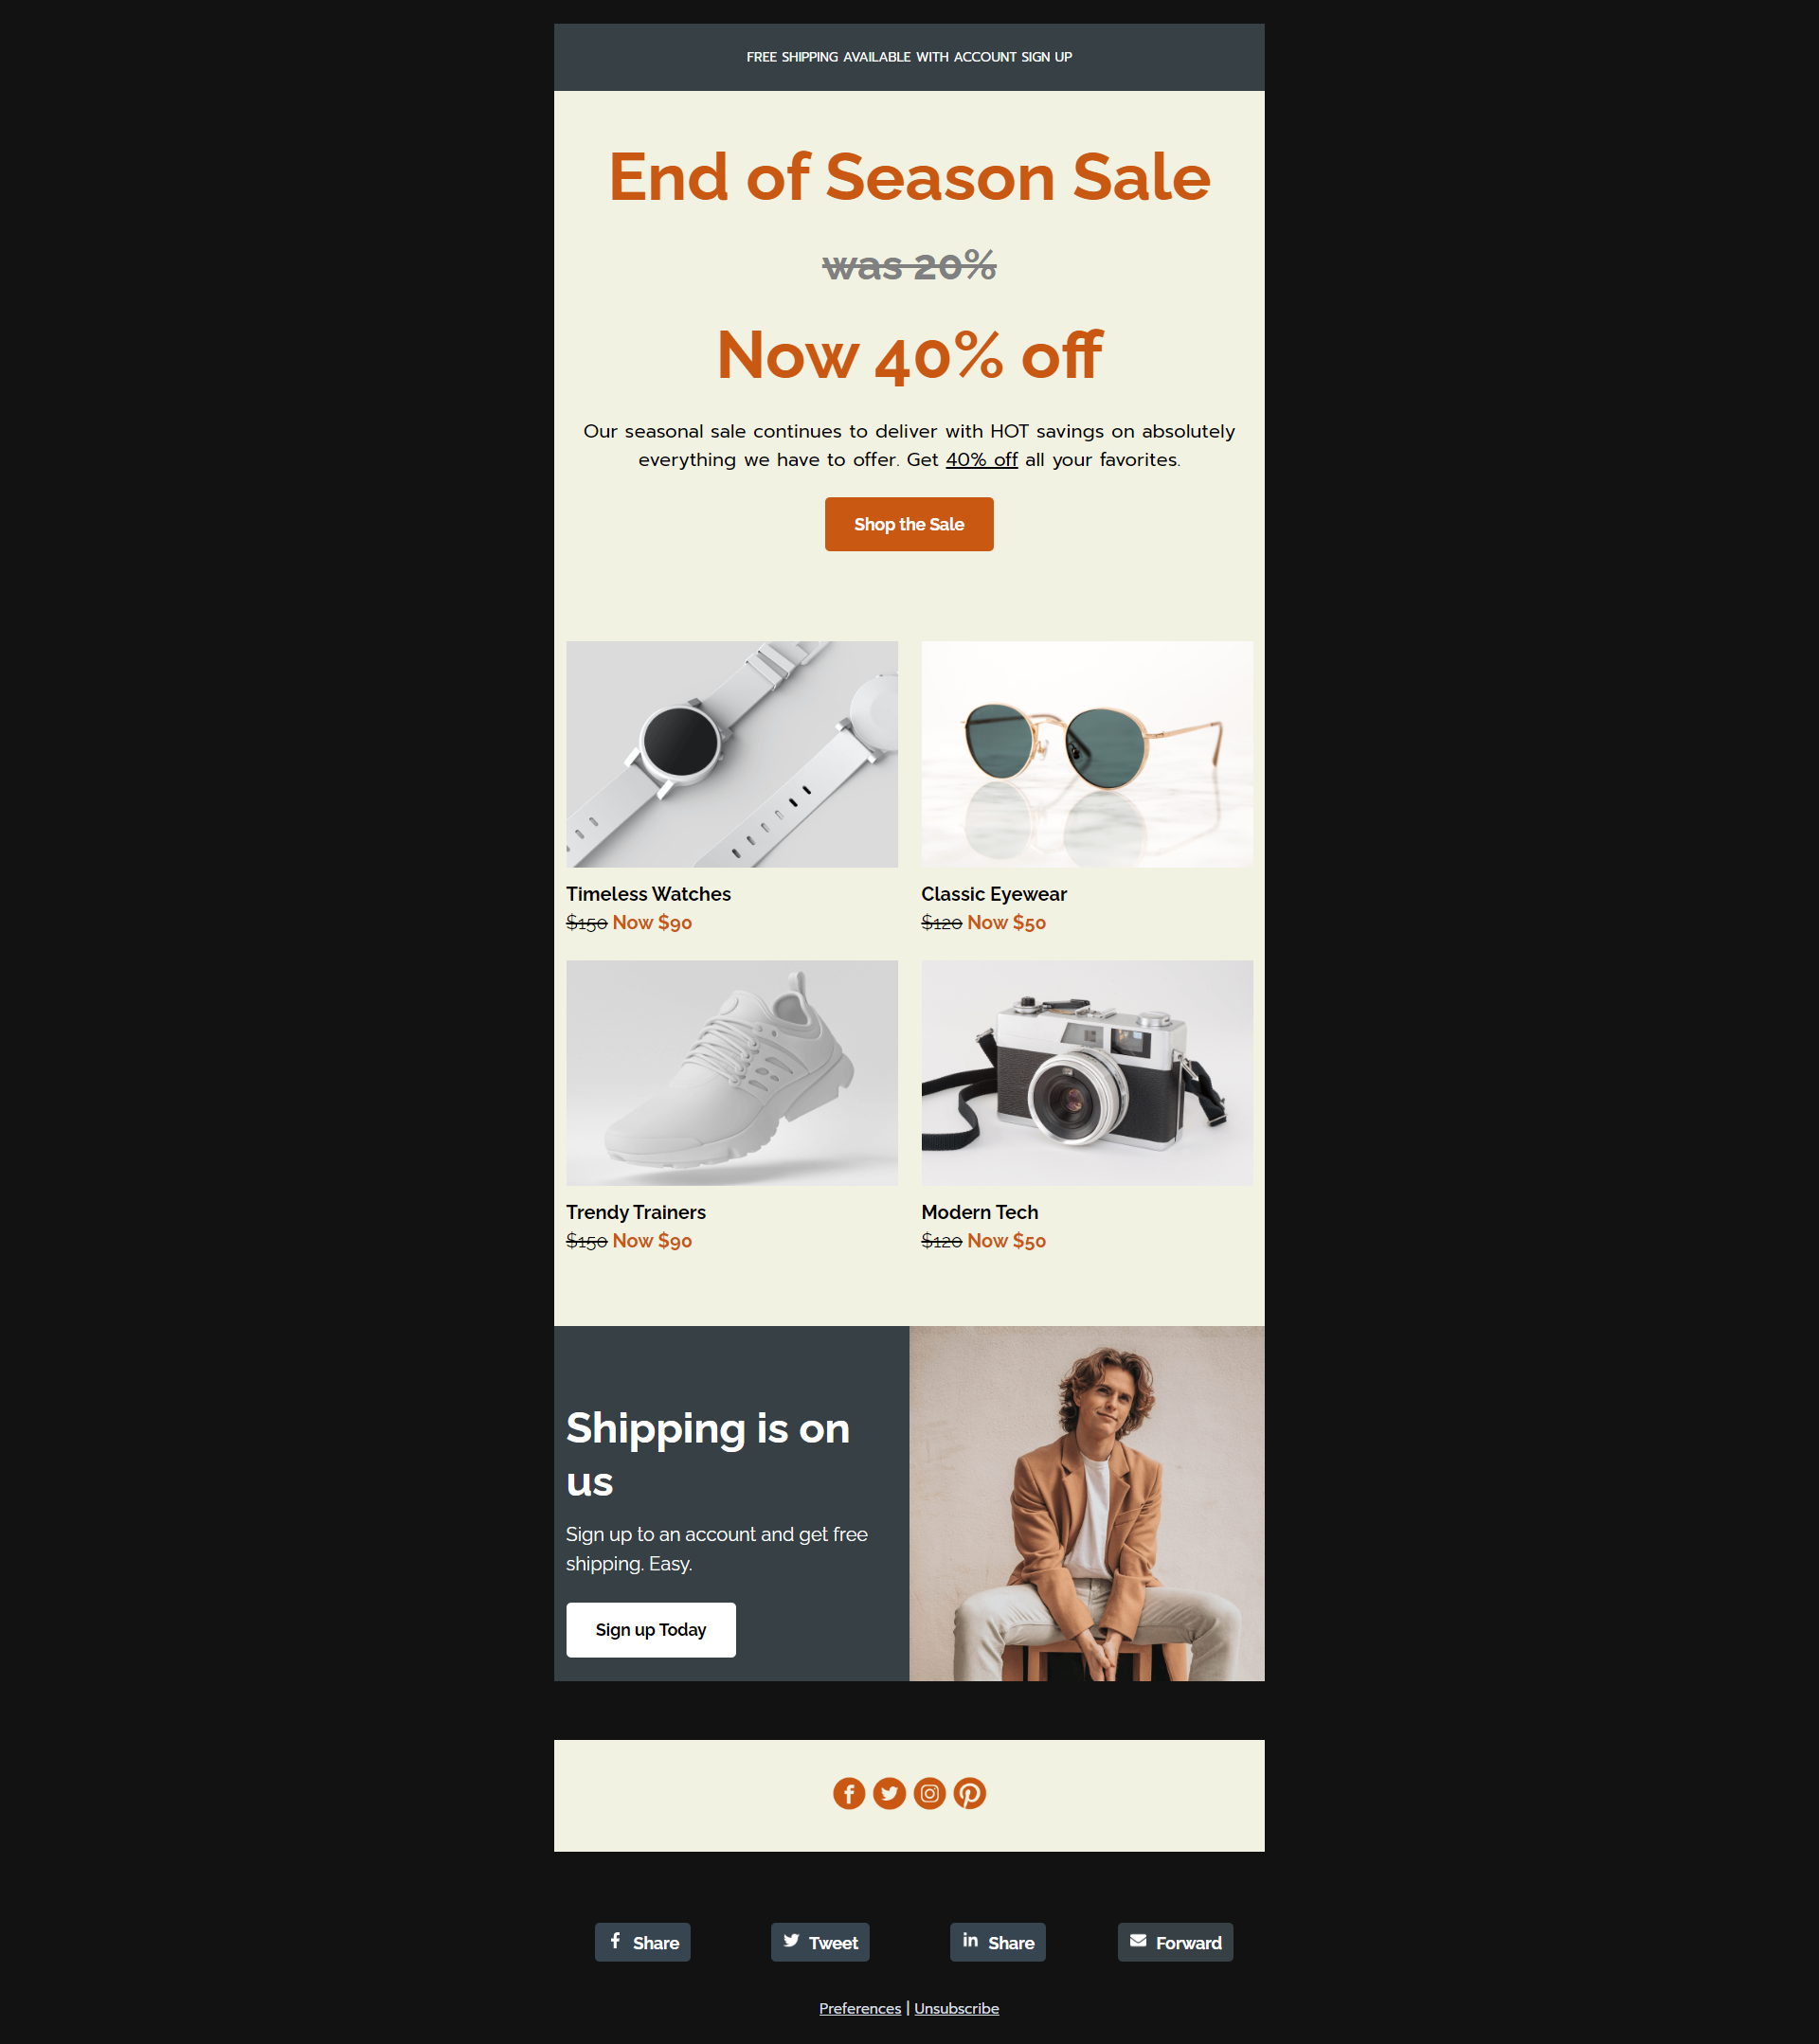 FREE SHIPPING AVAILABLE WITH ACCOUNT SIGN UP
End of Season Sale
was 20%
Now 40% off
Our seasonal sale continues to deliver with HOT savings on absolutely
everything we have to offer. Get 40% off all your favorites.
Shop the Sale
Timeless Watches
$150 Now $90
Classic Eyewear
$120 Now $50
Trendy Trainers
$150 Now $90
Modern Tech
$120 Now $50
Shipping is on
us
Sign up to an account and get free
shipping. Easy.
Sign up Today
Share
Tweet
Share
Forward
Preferences | Unsubscribe